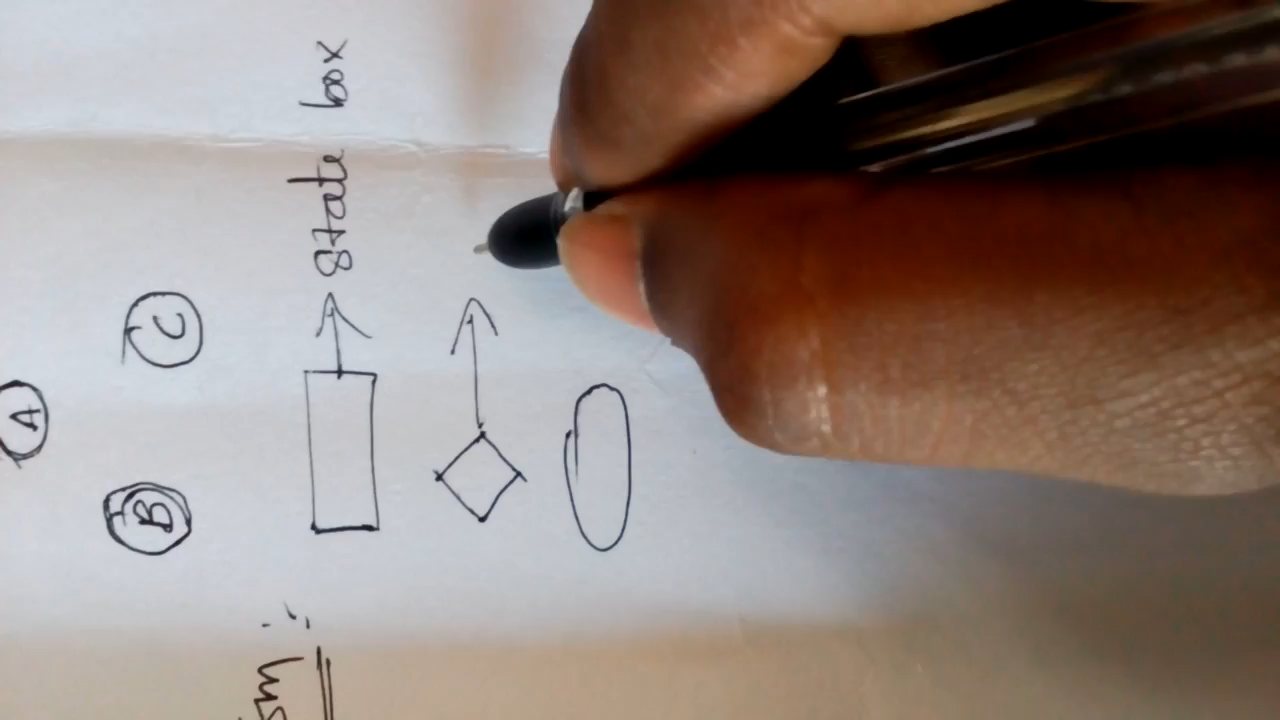 A
B C
sm :-
→ state box